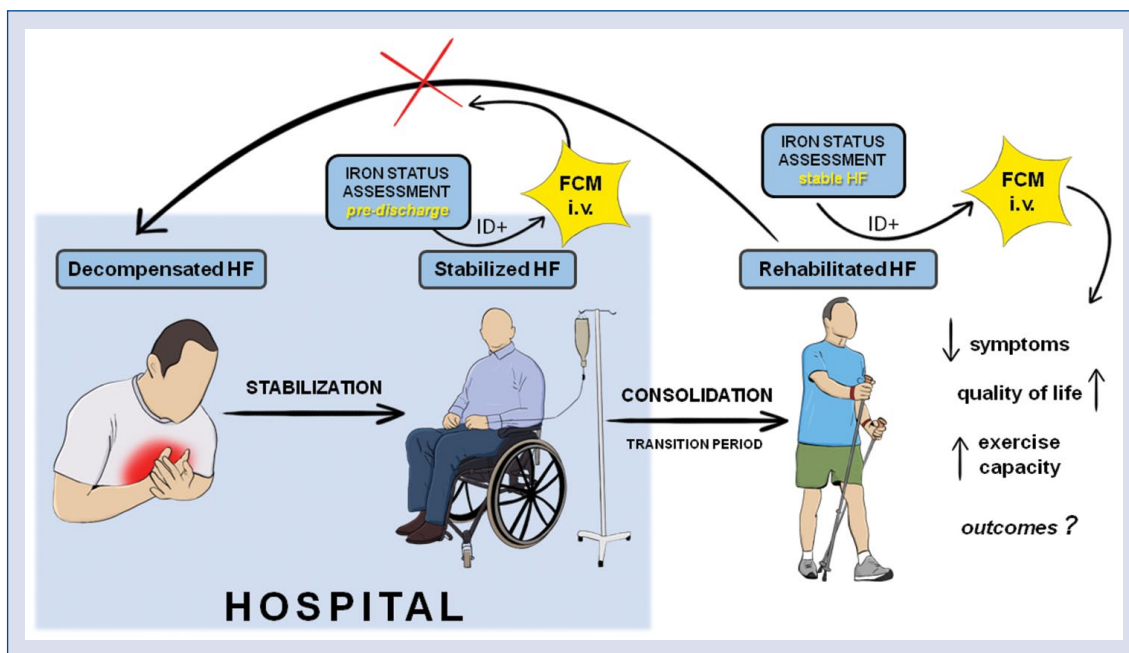 IRON STATUS
ASSESSMENT
pre-discharge
ID+
FCM
i.v.
IRON STATUS
ASSESSMENT
stable HF
ID+
FCM
i.v.
Decompensated HF
Stabilized HF
Rehabilitated HF
STABILIZATION
CONSOLIDATION
TRANSITION PERIOD
↓ symptoms
quality of life ↑
↑ exercise
capacity
outcomes ?
HOSPITAL